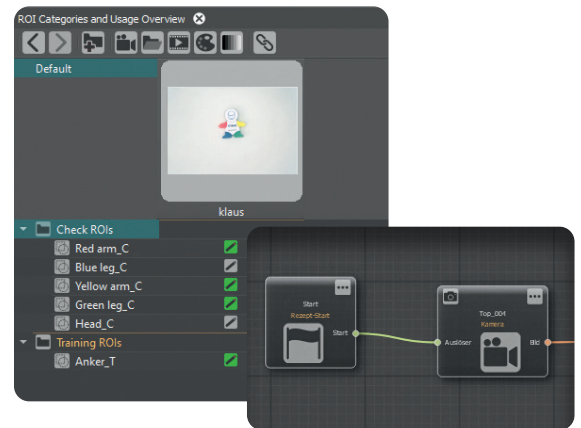 ROI Categories and Usage Overview
Default
klaus
Check ROIs
Red arm_C
Blue leg_C
Yellow arm_C
Green leg_C
Head_C
Training ROIs
Anker_T
Start
Rezept-Start
Start
Top_004
Kamera
Auslöser
Bild